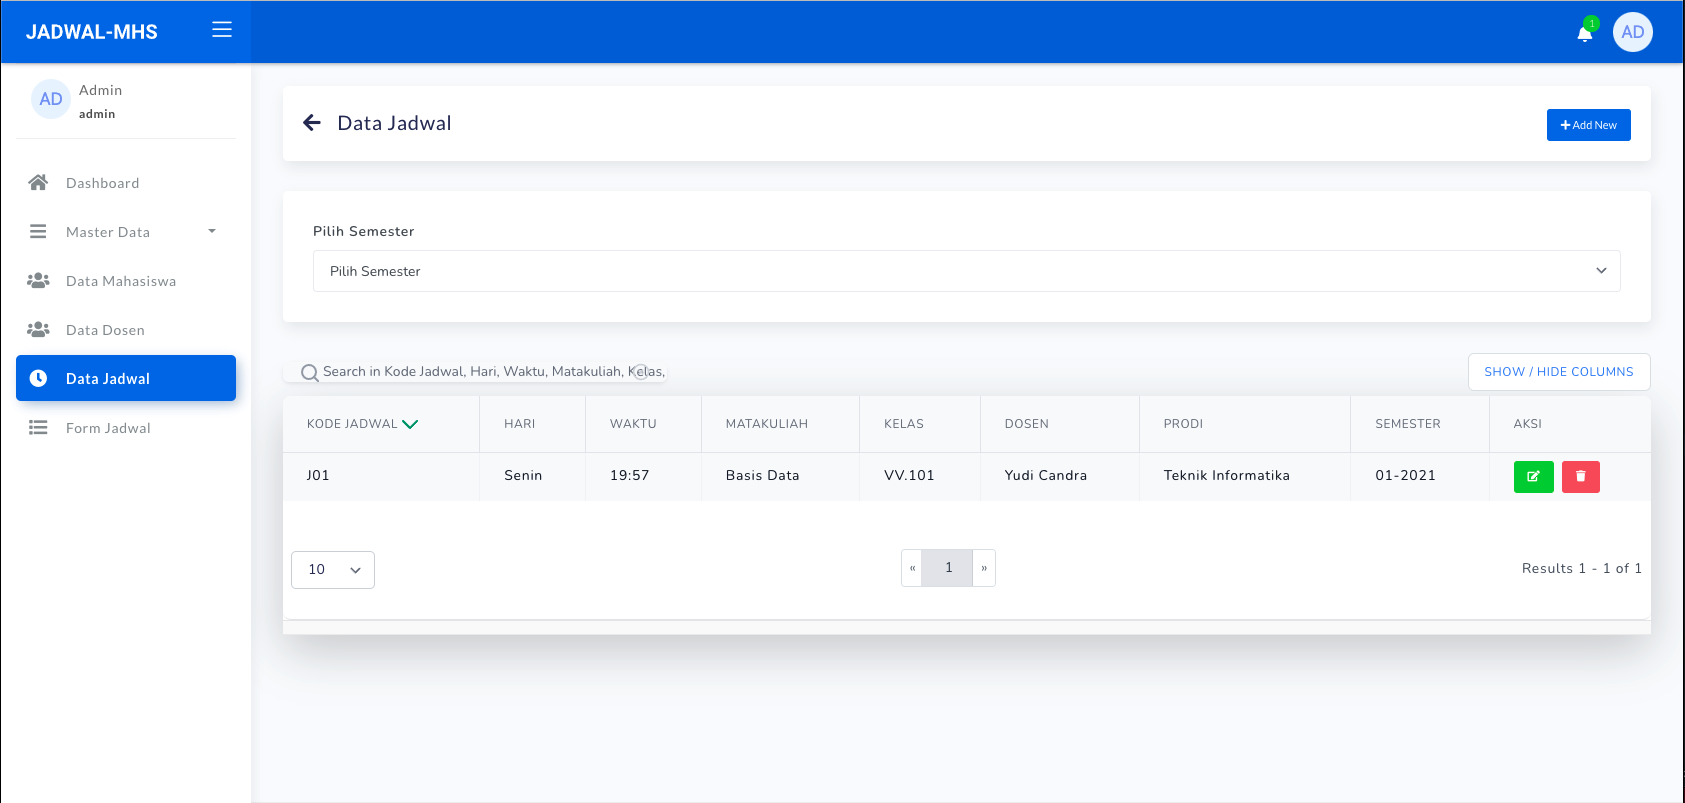 JADWAL-MHS
1
AD
AD
Admin
admin
Dashboard
Master Data
Data Mahasiswa
Data Dosen
Data Jadwal
Form Jadwal
Data Jadwal
Add New
Pilih Semester
Pilih Semester
Search in Kode Jadwal, Hari, Waktu, Matakuliah, Kelas,
SHOW / HIDE COLUMNS
KODE JADWAL HARI WAKTU MATAKULIAH KELAS DOSEN PRODI SEMESTER AKSI
J01 Senin 19:57 Basis Data VV.101 Yudi Candra Teknik Informatika 01-2021
10
« 1 »
Results 1 - 1 of 1